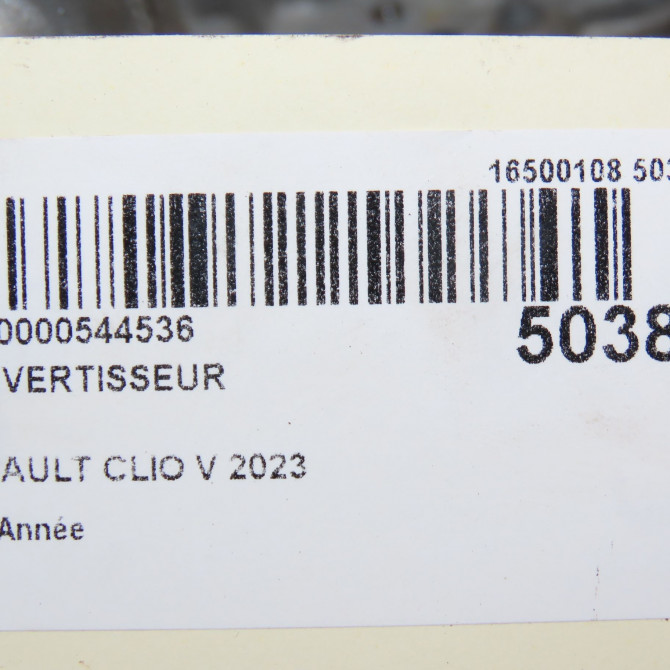 16500108 503
0000544536
5038
VERTISSEUR
AULT CLIO V 2023
Année